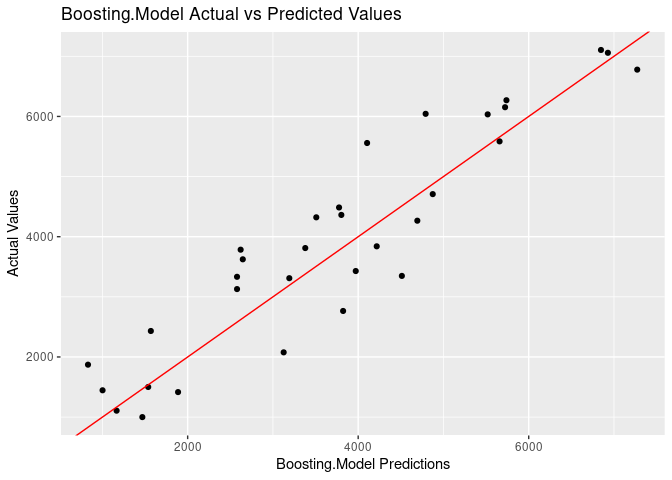 Boosting.Model Actual vs Predicted Values
Actual Values
6000
4000
2000
2000 4000 6000
Boosting.Model Predictions